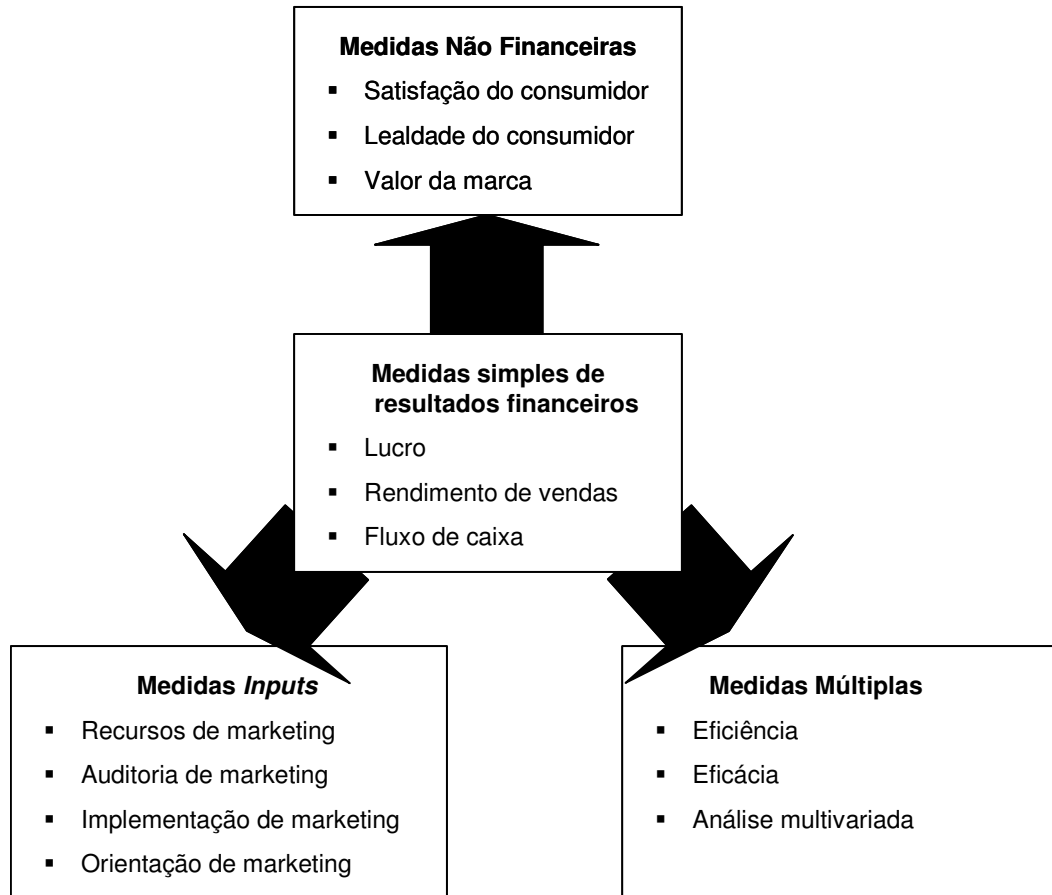 Medidas Não Financeiras
▪ Satisfação do consumidor
▪ Lealdade do consumidor
▪ Valor da marca
Medidas simples de
resultados financeiros
▪ Lucro
▪ Rendimento de vendas
▪ Fluxo de caixa
Medidas Inputs
▪ Recursos de marketing
▪ Auditoria de marketing
▪ Implementação de marketing
▪ Orientação de marketing
Medidas Múltiplas
▪ Eficiência
▪ Eficácia
▪ Análise multivariada